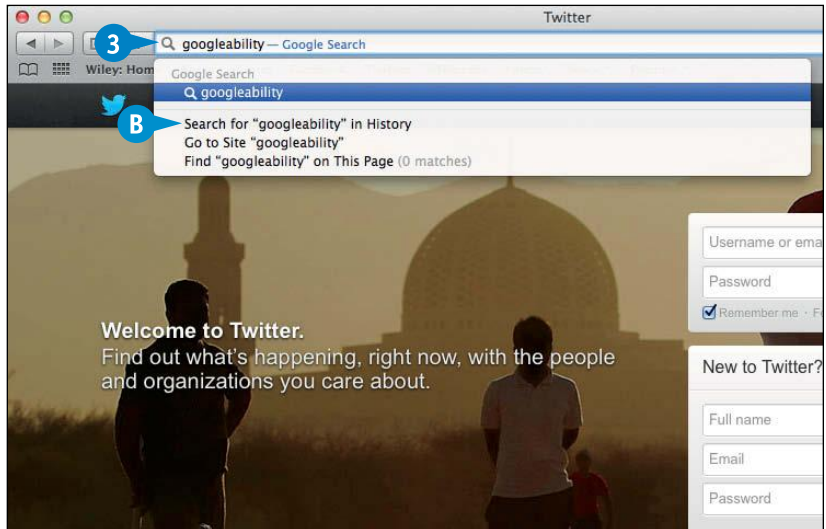 Twitter
3
googleability — Google Search
Wiley: Hom
Google Search
googleability
B
Search for "googleability" in History
Go to Site "googleability"
Find "googleability" on This Page (0 matches)
Username or ema
Password
Remember me · F
Welcome to Twitter.
Find out what's happening, right now, with the people
and organizations you care about.
New to Twitter?
Full name
Email
Password